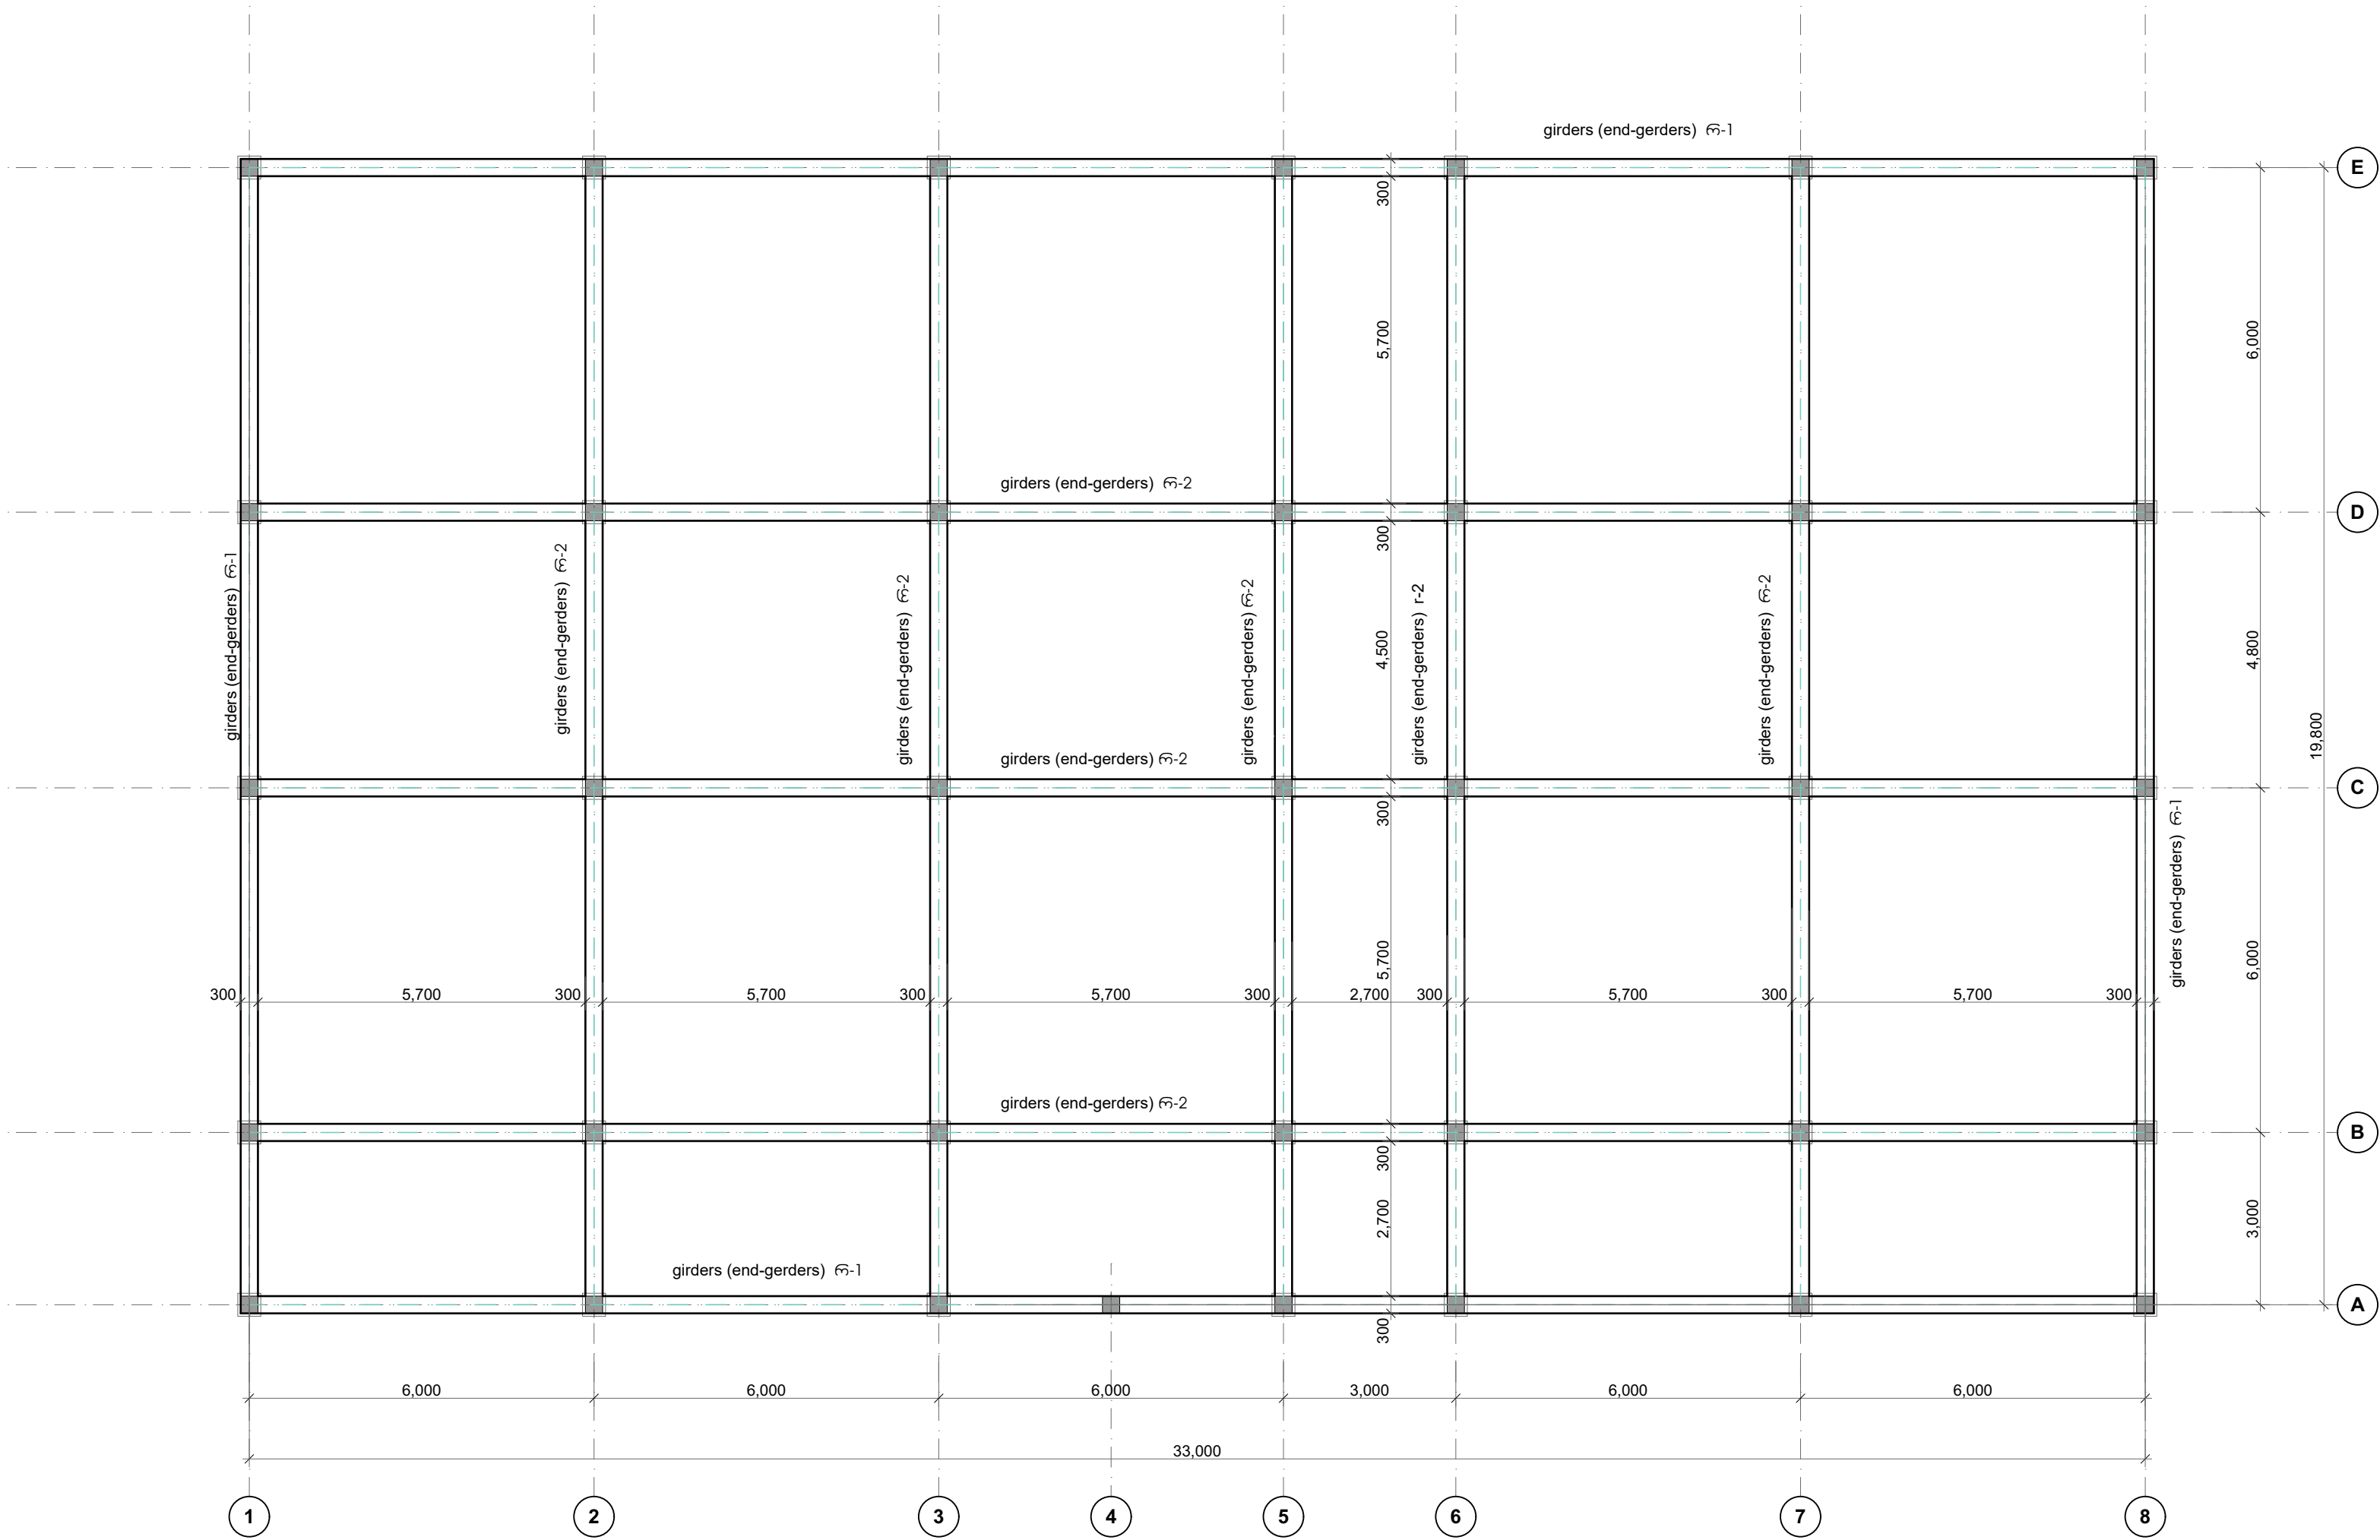 girders (end-gerders) რ-1
E
300
5,700
6,000
girders (end-gerders) რ-2
D
300
girders (end-gerders) რ-1
girders (end-gerders) რ-2
girders (end-gerders) რ-2
girders (end-gerders) რ-2
4,500
girders (end-gerders) r-2
girders (end-gerders) რ-2
4,800
19,800
girders (end-gerders) რ-2
C
300
girders (end-gerders) რ-1
5,700
6,000
300 5,700 300 5,700 300 5,700 300 2,700 300 5,700 300 5,700 300
girders (end-gerders) რ-2
B
300
2,700
3,000
girders (end-gerders) რ-1
A
300
6,000 6,000 6,000 3,000 6,000 6,000
33,000
1 2 3 4 5 6 7 8